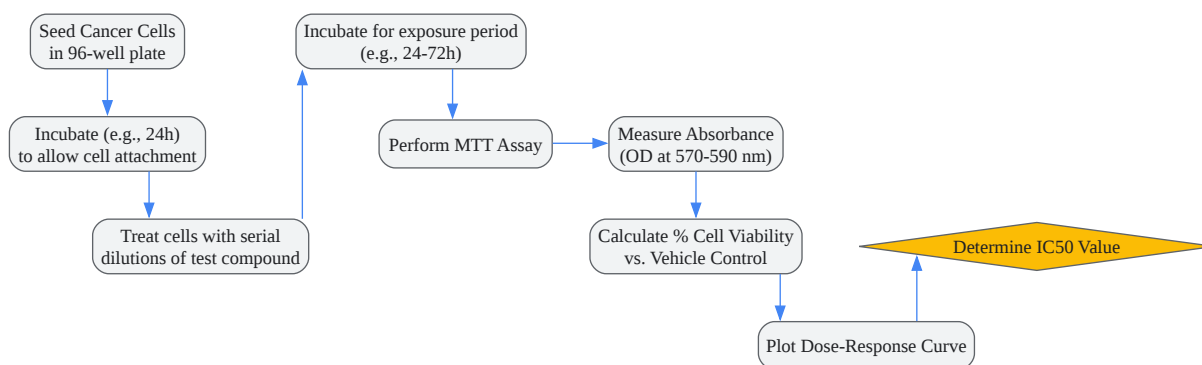 Seed Cancer Cells
in 96-well plate
Incubate (e.g., 24h)
to allow cell attachment
Treat cells with serial
dilutions of test compound
Incubate for exposure period
(e.g., 24-72h)
Perform MTT Assay
Measure Absorbance
(OD at 570-590 nm)
Calculate % Cell Viability
vs. Vehicle Control
Plot Dose-Response Curve
Determine IC50 Value